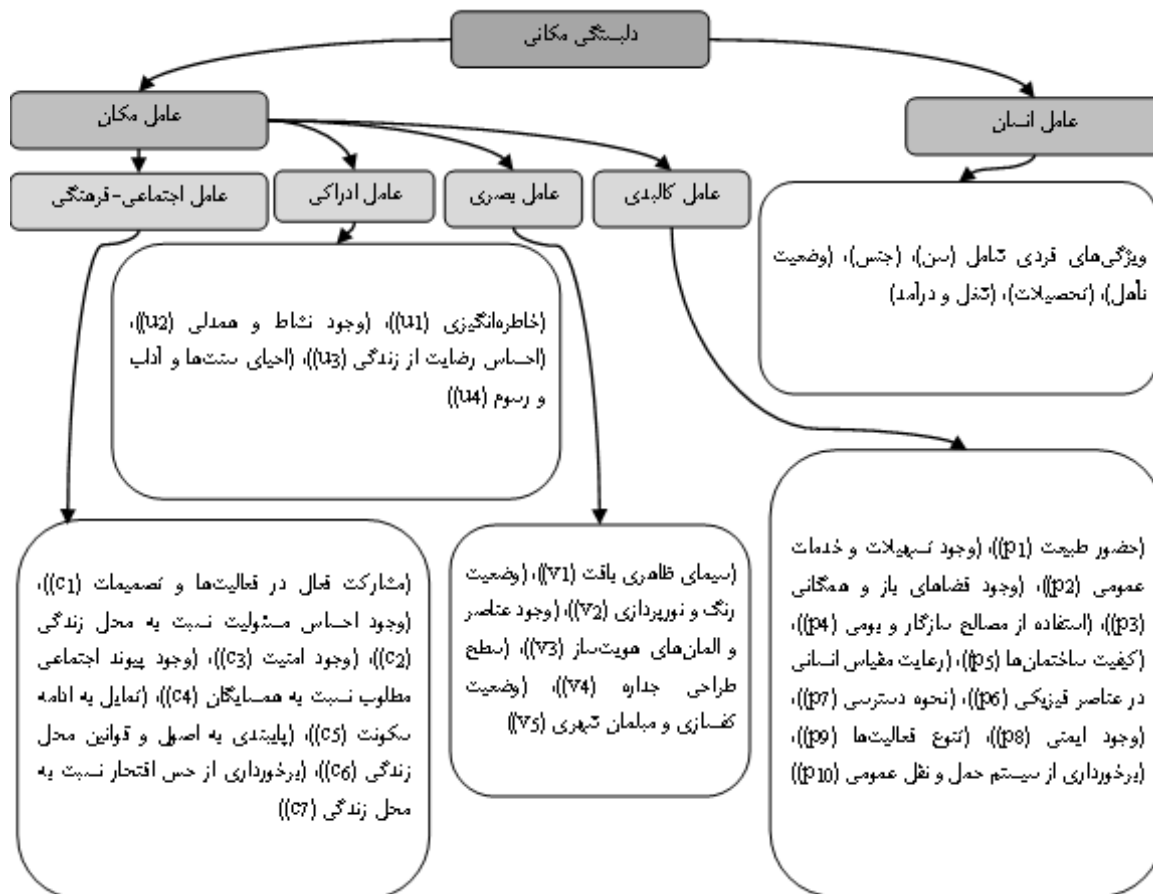 دلبستگی مکانی
عامل انسان
عامل مکان
عامل کالبدی
عامل بصری
عامل ادراکی
عامل اجتماعی-فرهنگی
ویژگی‌های فردی شامل (سن)، (جنس)، (وضعیت
تأهل)، (تحصیلات)، (شغل و درآمد)
(خاطره‌انگیزی (u1))، (وجود نشاط و همدلی (u2))،
(احساس رضایت از زندگی (u3))، (احیای سنت‌ها و آداب
و رسوم (u4))
(حضور طبیعت (p1))، (وجود تسهیلات و خدمات
عمومی (p2))، (وجود فضاهای باز و همگانی
(p3))، (استفاده از مصالح سازگار و بومی (p4))،
(کیفیت ساختمان‌ها (p5))، (رعایت مقیاس انسانی
در عناصر فیزیکی (p6))، (نحوه دسترسی (p7))،
(وجود ایمنی (p8))، (تنوع فعالیت‌ها (p9))،
(برخورداری از سیستم حمل و نقل عمومی (p10))
(سیمای ظاهری بافت (v1))، (وضعیت
رنگ و نورپردازی (v2))، (وجود عناصر
و المان‌های هویت‌ساز (v3))، (سطح
طراحی جداره (v4))، (وضعیت
کفسازی و مبلمان شهری (v5))
(مشارکت فعال در فعالیت‌ها و تصمیمات (c1))،
(وجود احساس مسئولیت نسبت به محل زندگی
(c2))، (وجود امنیت (c3))، (وجود پیوند اجتماعی
مطلوب نسبت به همسایگان (c4))، (تمایل به ادامه
سکونت (c5))، (پایبندی به اصول و قوانین محل
زندگی (c6))، (برخورداری از حس افتخار نسبت به
محل زندگی (c7))